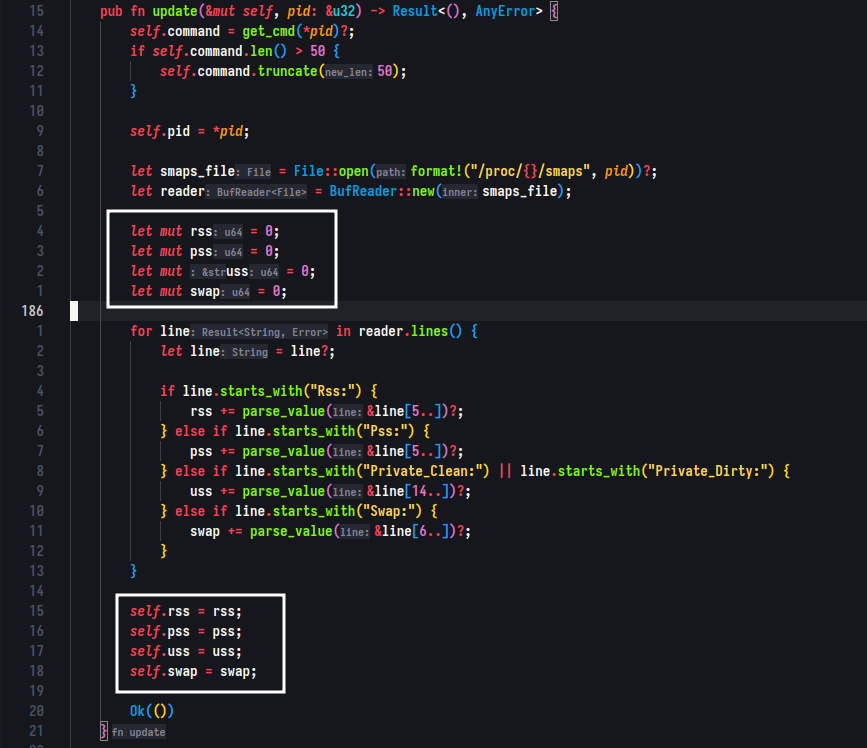 15 pub fn update(&mut self, pid: &u32) -> Result<(), AnyError> {
14 self.command = get_cmd(*pid)?;
13 if self.command.len() > 50 {
12 self.command.truncate(new_len: 50);
11 }
10
9 self.pid = *pid;
8
7 let smaps_file: File = File::open(path: format!("/proc/{}/smaps", pid))?;
6 let reader: BufReader<File> = BufReader::new(inner: smaps_file);
5
4 let mut rss: u64 = 0;
3 let mut pss: u64 = 0;
2 let mut : &struss: u64 = 0;
1 let mut swap: u64 = 0;
186
1 for line: Result<String, Error> in reader.lines() {
2 let line: String = line?;
3
4 if line.starts_with("Rss:") {
5 rss += parse_value(line: &line[5..])?;
6 } else if line.starts_with("Pss:") {
7 pss += parse_value(line: &line[5..])?;
8 } else if line.starts_with("Private_Clean:") || line.starts_with("Private_Dirty:") {
9 uss += parse_value(line: &line[14..])?;
10 } else if line.starts_with("Swap:") {
11 swap += parse_value(line: &line[6..])?;
12 }
13 }
14
15 self.rss = rss;
16 self.pss = pss;
17 self.uss = uss;
18 self.swap = swap;
19
20 Ok(())
21 } fn update